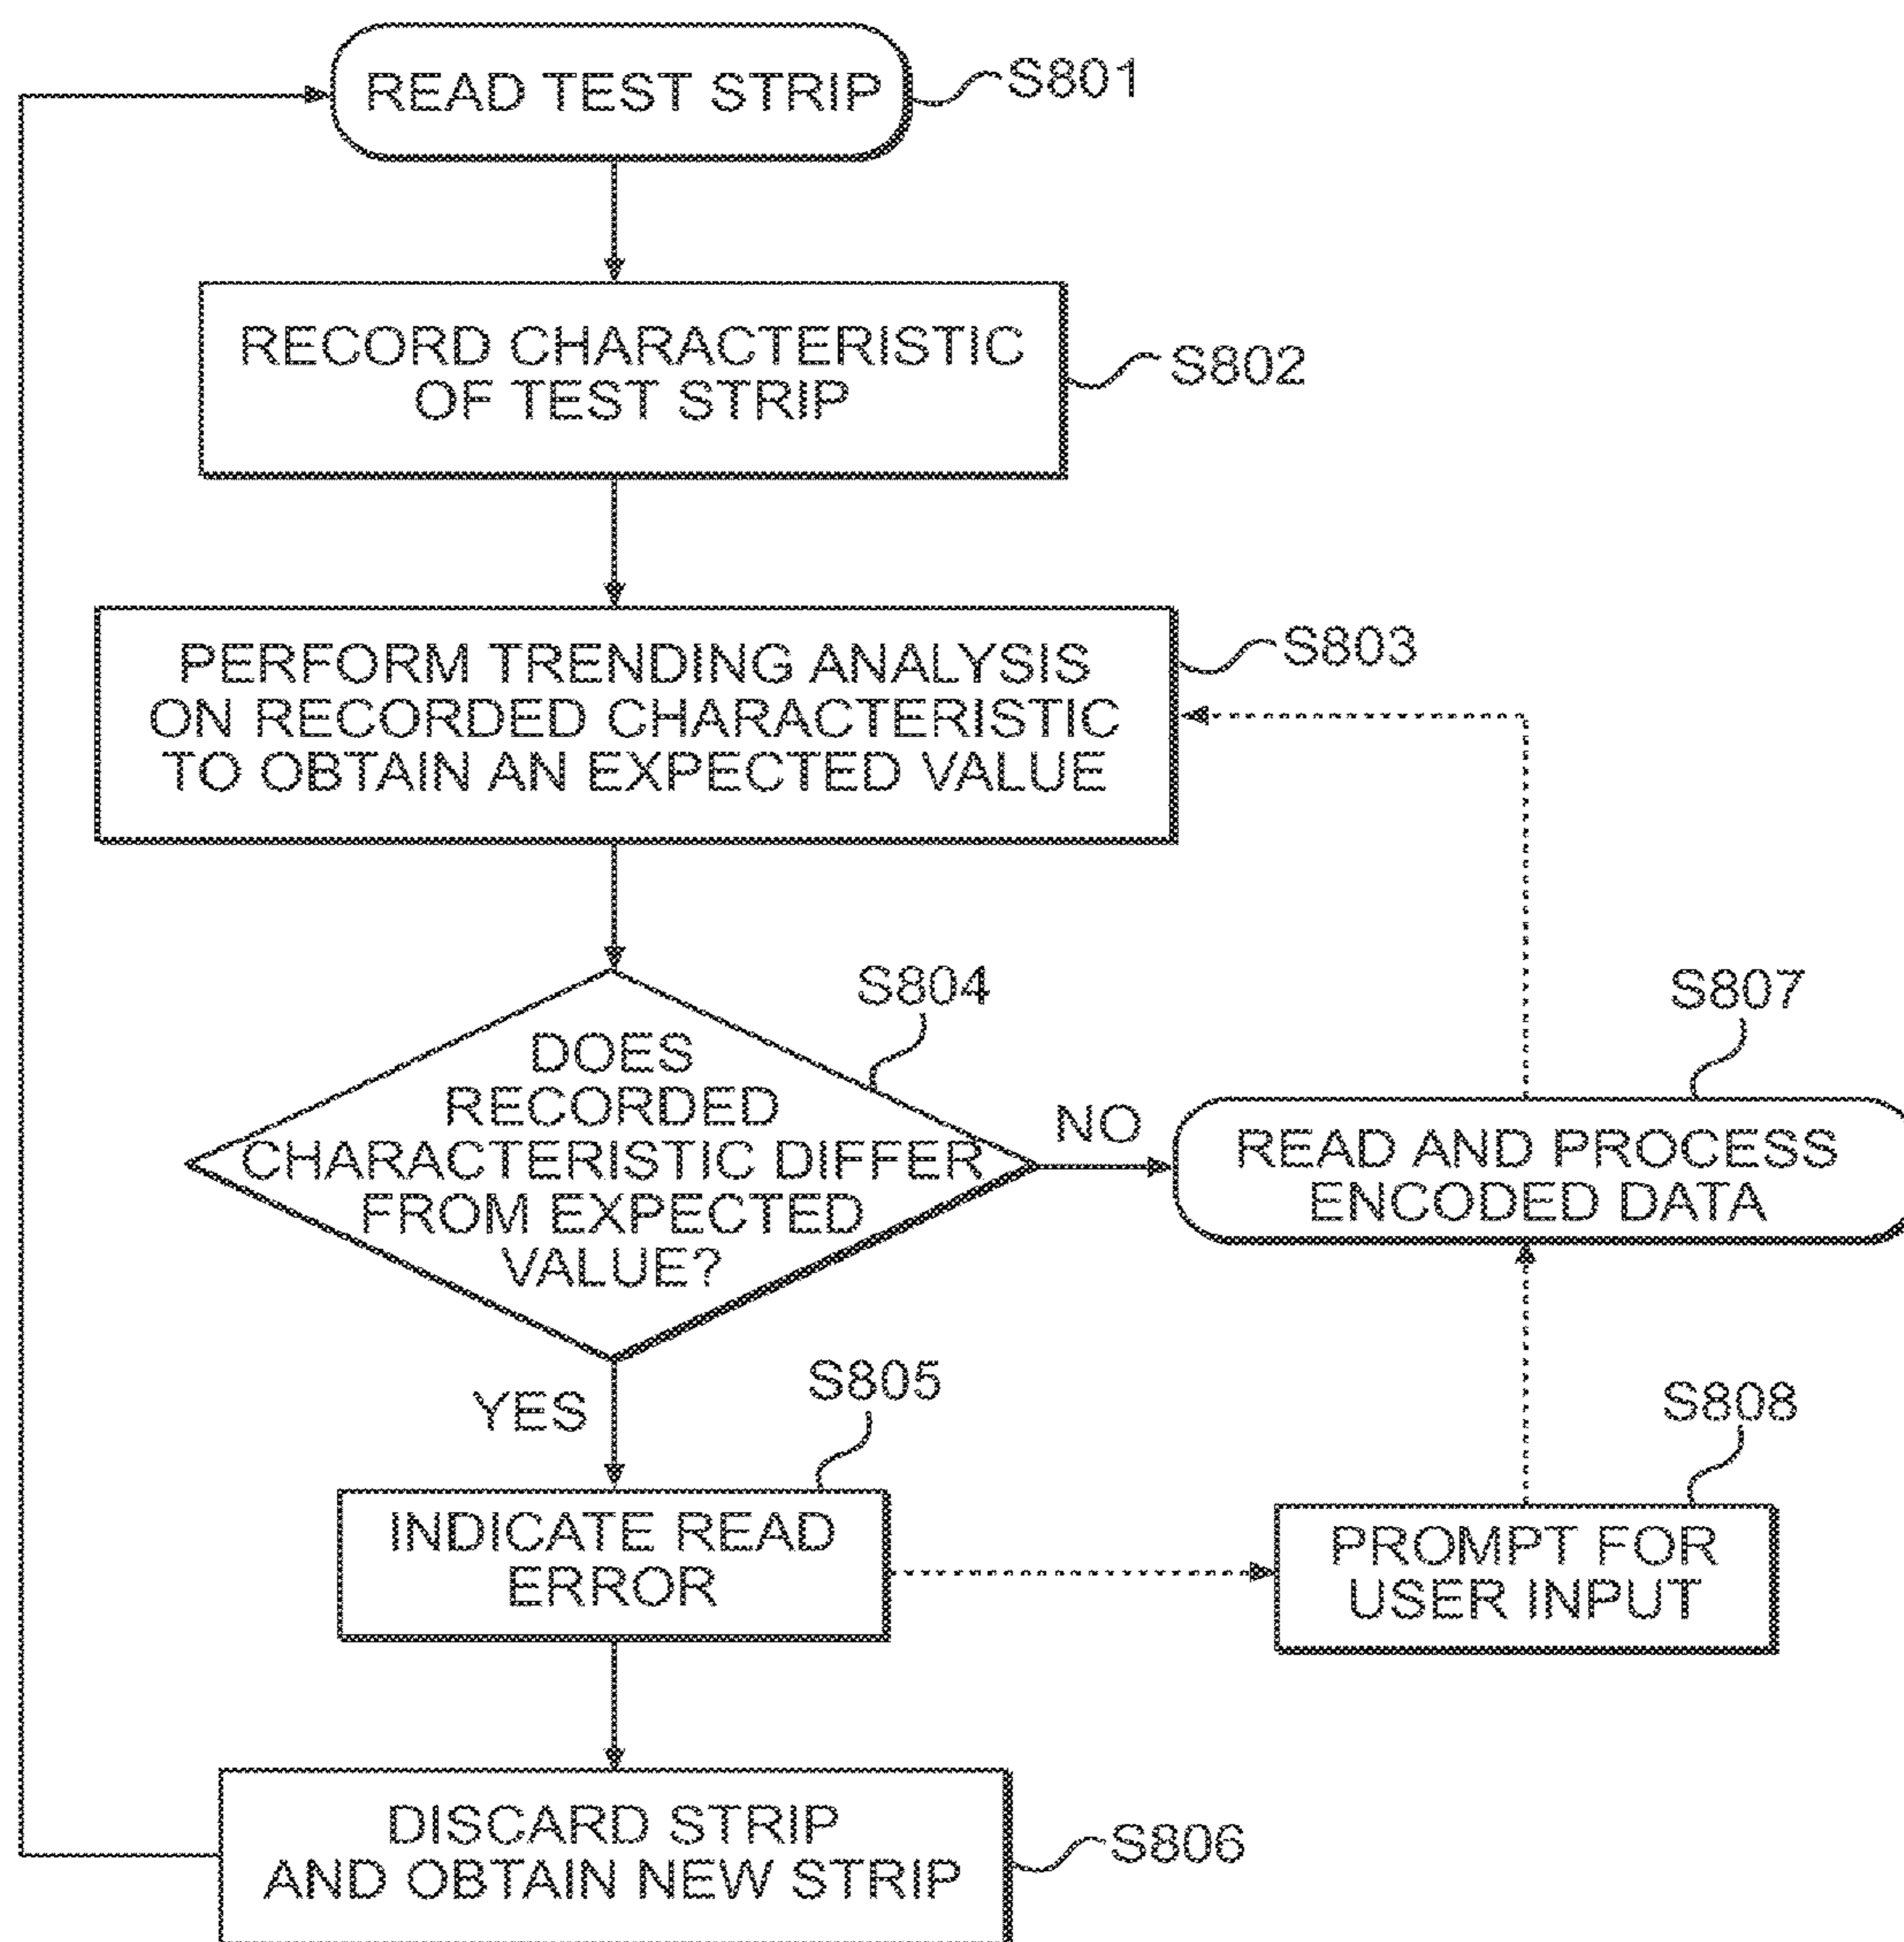 READ TEST STRIP
S801
RECORD CHARACTERISTIC
OF TEST STRIP
S802
PERFORM TRENDING ANALYSIS
ON RECORDED CHARACTERISTIC
TO OBTAIN AN EXPECTED VALUE
S803
S804
DOES
RECORDED
CHARACTERISTIC DIFFER
FROM EXPECTED
VALUE?
NO
S807
READ AND PROCESS
ENCODED DATA
YES
S805
INDICATE READ
ERROR
S808
PROMPT FOR
USER INPUT
DISCARD STRIP
AND OBTAIN NEW STRIP
S806